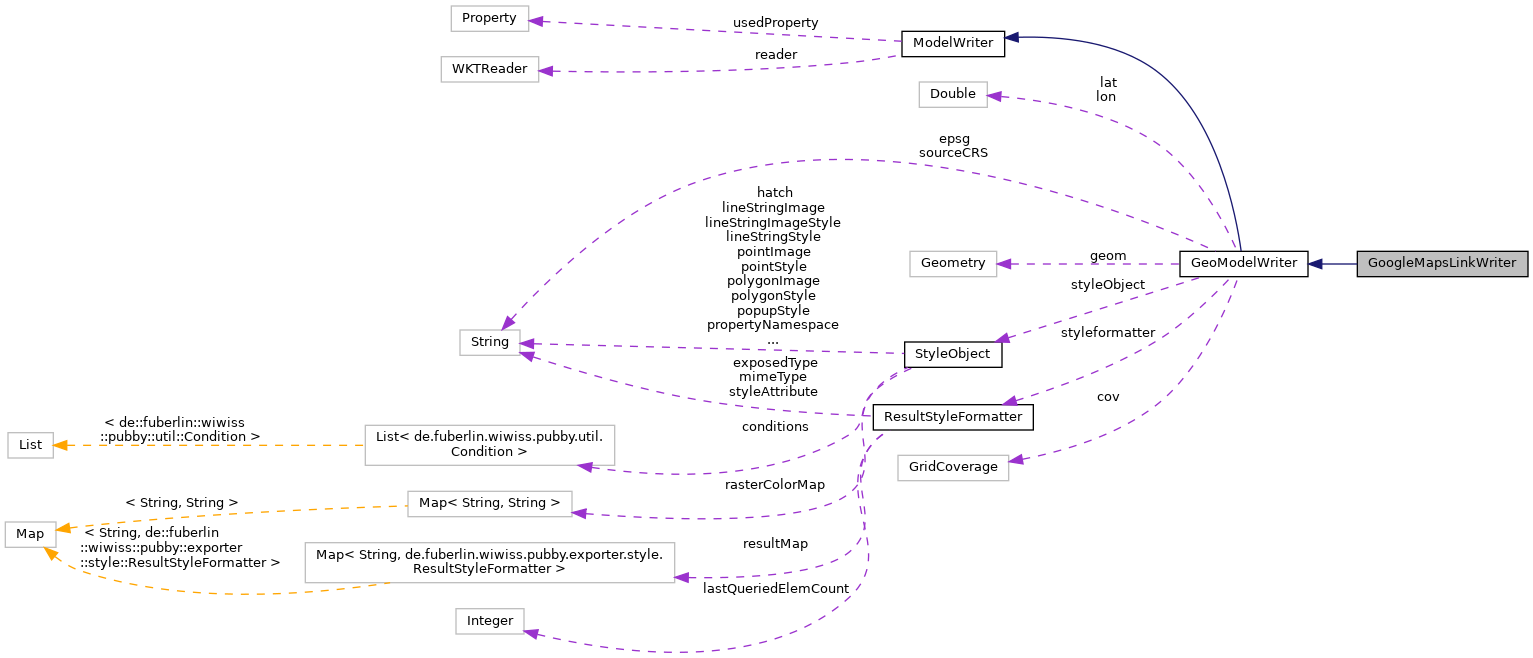 Property
usedProperty
ModelWriter
reader
WKTReader
Double
lat
lon
epsg
sourceCRS
hatch
lineStringImage
lineStringImageStyle
lineStringStyle
pointImage
pointStyle
polygonImage
polygonStyle
popupStyle
propertyNamespace
...
Geometry
geom
GeoModelWriter
GoogleMapsLinkWriter
styleObject
styleformatter
String
StyleObject
exposedType
mimeType
styleAttribute
ResultStyleFormatter
cov
conditions
< de::fuberlin::wiwiss
::pubby::util::Condition >
List
List< de.fuberlin.wiwiss.pubby.util.
Condition >
GridCoverage
rasterColorMap
< String, String >
Map< String, String >
Map
< String, de::fuberlin
::wiwiss::pubby::exporter
::style::ResultStyleFormatter >
Map< String, de.fuberlin.wiwiss.pubby.exporter.style.
ResultStyleFormatter >
resultMap
lastQueriedElemCount
Integer